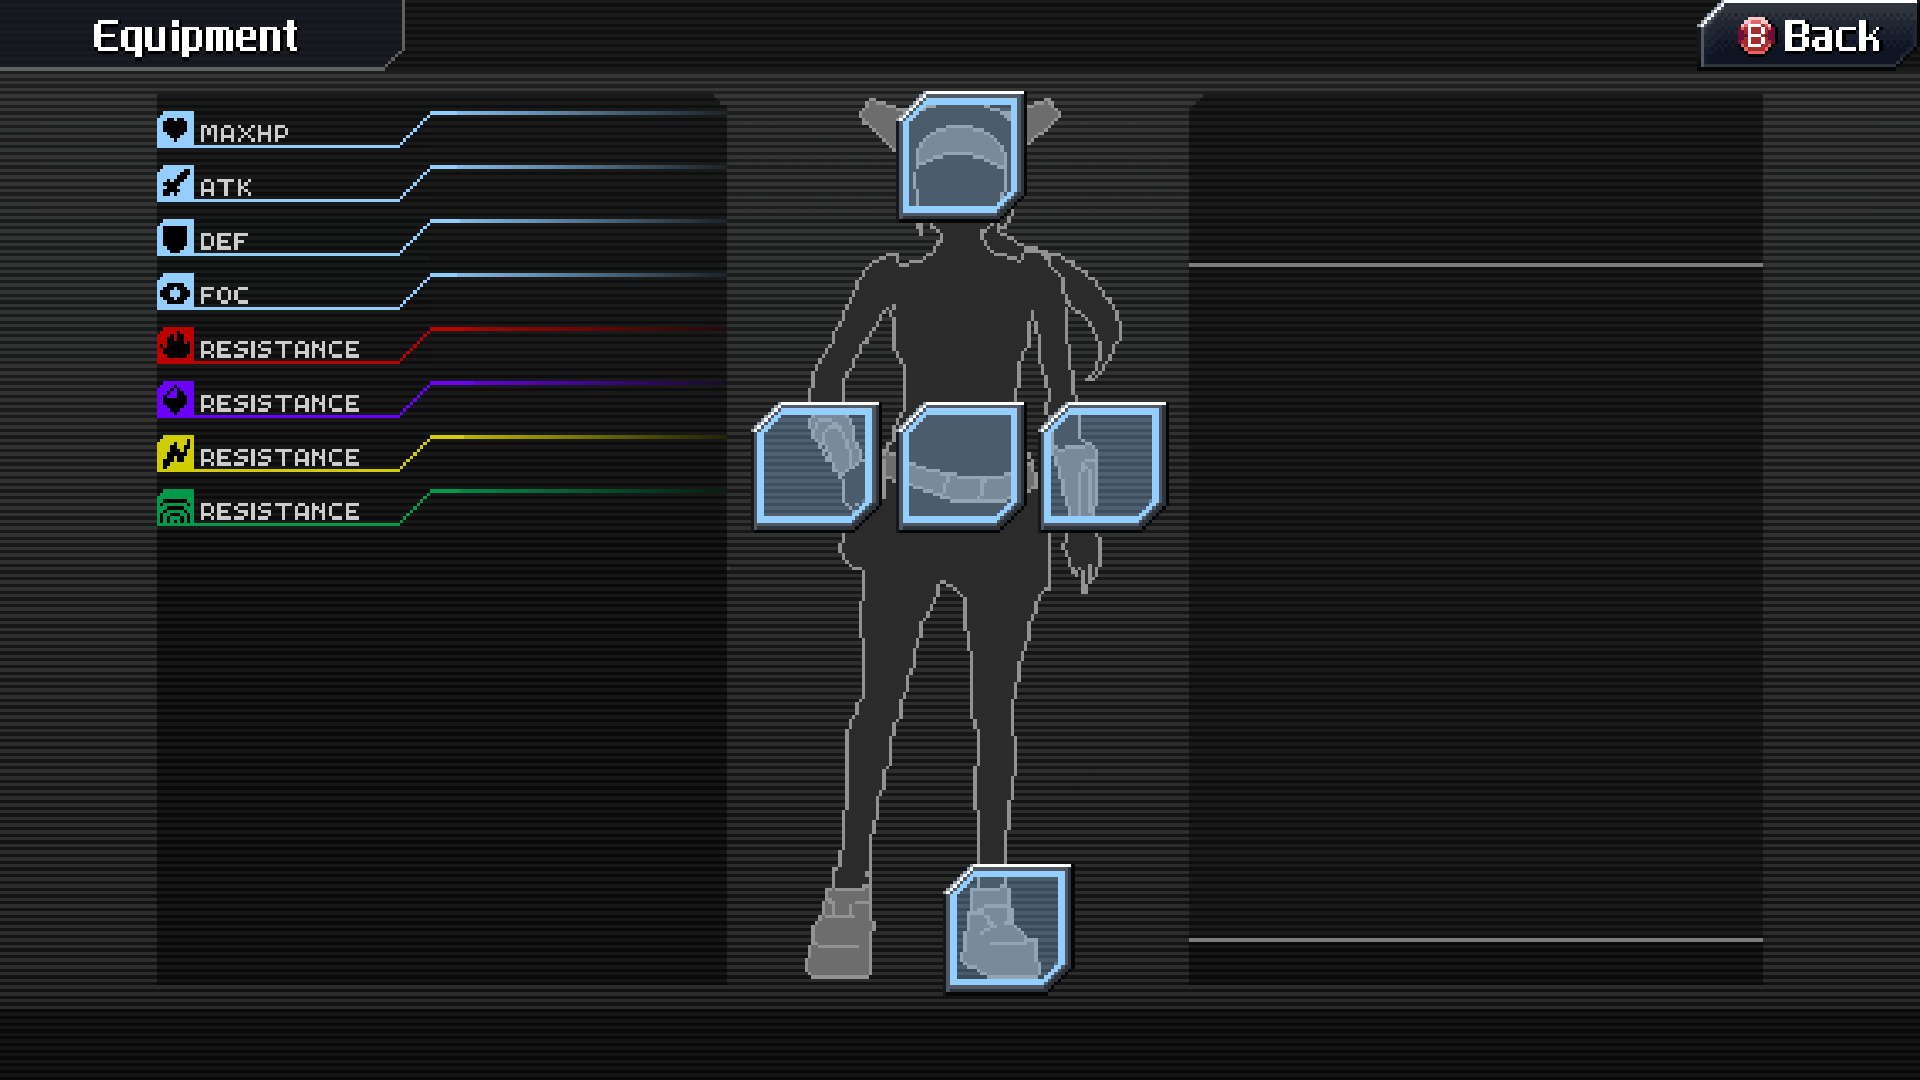 Equipment
B Back
MAXHP
ATK
DEF
FOC
RESISTANCE
RESISTANCE
RESISTANCE
RESISTANCE